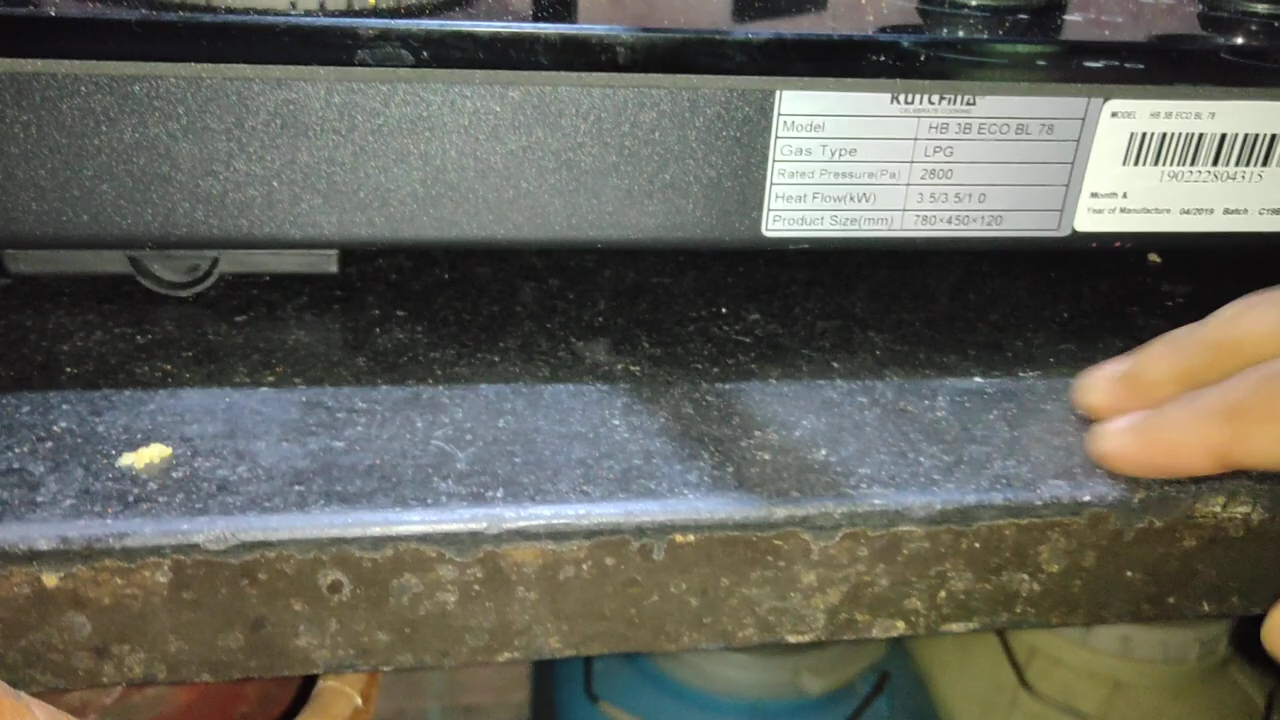 KUTCHINA
CELEBRATE COOKING
Model HB 3B ECO BL 78
Gas Type LPG
Rated Pressure(Pa) 2800
Heat Flow(kW) 3.5/3.5/1.0
Product Size(mm) 780×450×120
MODEL : HB 3B ECO BL 78
190222804315
Month &
Year of Manufacture : 04/2019 Batch :